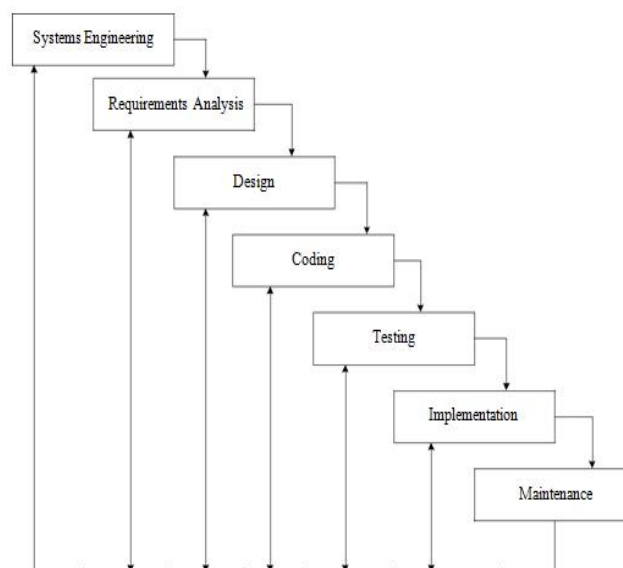 Systems Engineering
Requirements Analysis
Design
Coding
Testing
Implementation
Maintenance